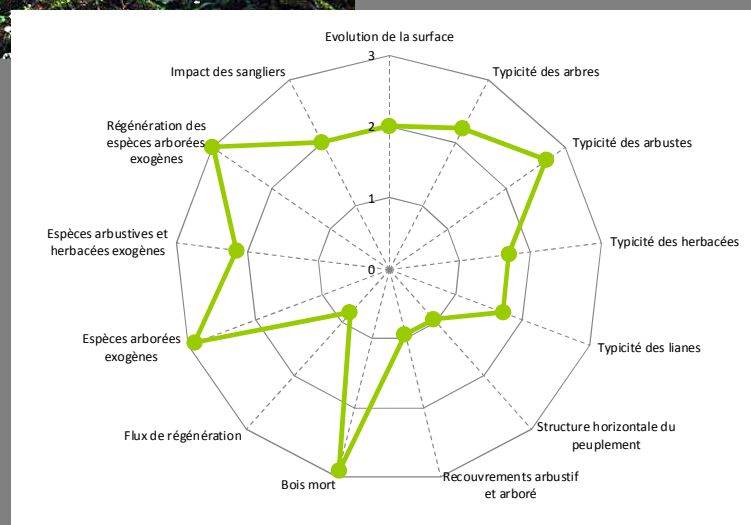 Evolution de la surface
3
Impact des sangliers
Typicité des arbres
Régénération des
espèces arborées
exogènes
2
Typicité des arbustes
1
Espèces arbustives et
herbacées exogènes
Typicité des herbacées
0
Espèces arborées
exogènes
Typicité des lianes
Flux de régénération
Structure horizontale du
peuplement
Bois mort
Recouvrements arbustif
et arboré